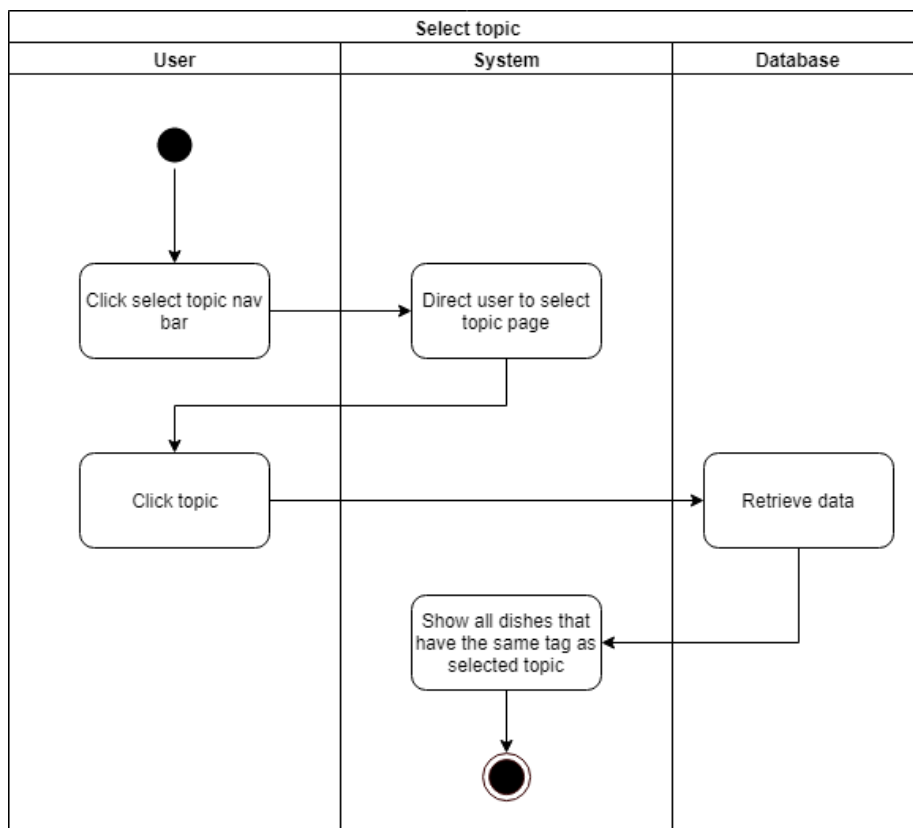 Select topic
User
System
Database
Click select topic nav
bar
Direct user to select
topic page
Click topic
Retrieve data
Show all dishes that
have the same tag as
selected topic